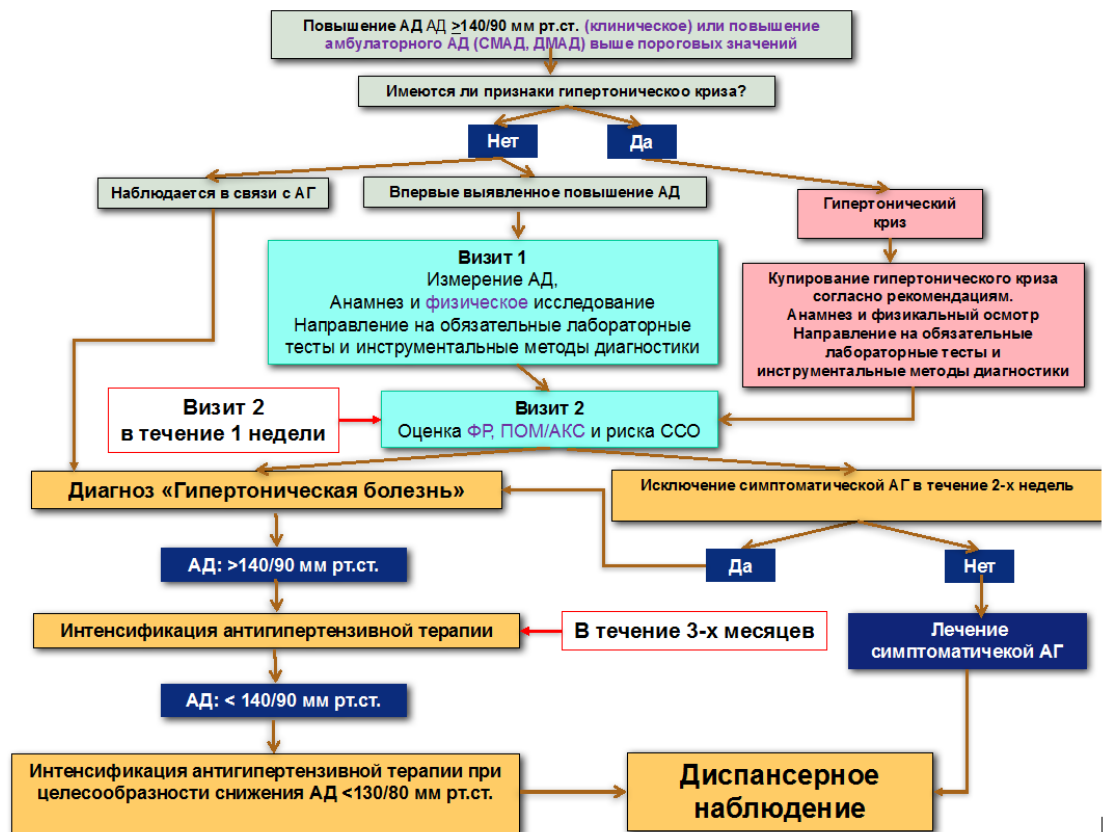 Повышение АД АД >140/90 мм рт.ст. (клиническое) или повышение
амбулаторного АД (СМАД, ДМАД) выше пороговых значений
Имеются ли признаки гипертоническоо криза?
Нет
Да
Наблюдается в связи с АГ
Впервые выявленное повышение АД
Гипертонический
криз
Визит 1
Измерение АД,
Анамнез и физическое исследование
Направление на обязательные лабораторные
тесты и инструментальные методы диагностики
Купирование гипертонического криза
согласно рекомендациям.
Анамнез и физикальный осмотр
Направление на обязательные
лабораторные тесты и
инструментальные методы диагностики
Визит 2
в течение 1 недели
Визит 2
Оценка ФР, ПОМ/АКС и риска ССО
Диагноз «Гипертоническая болезнь»
Исключение симптоматической АГ в течение 2-х недель
АД: >140/90 мм рт.ст.
Да
Нет
Интенсификация антигипертензивной терапии
В течение 3-х месяцев
Лечение
симптоматичекой АГ
АД: < 140/90 мм рт.ст.
Интенсификация антигипертензивной терапии при
целесообразности снижения АД <130/80 мм рт.ст.
Диспансерное
наблюдение